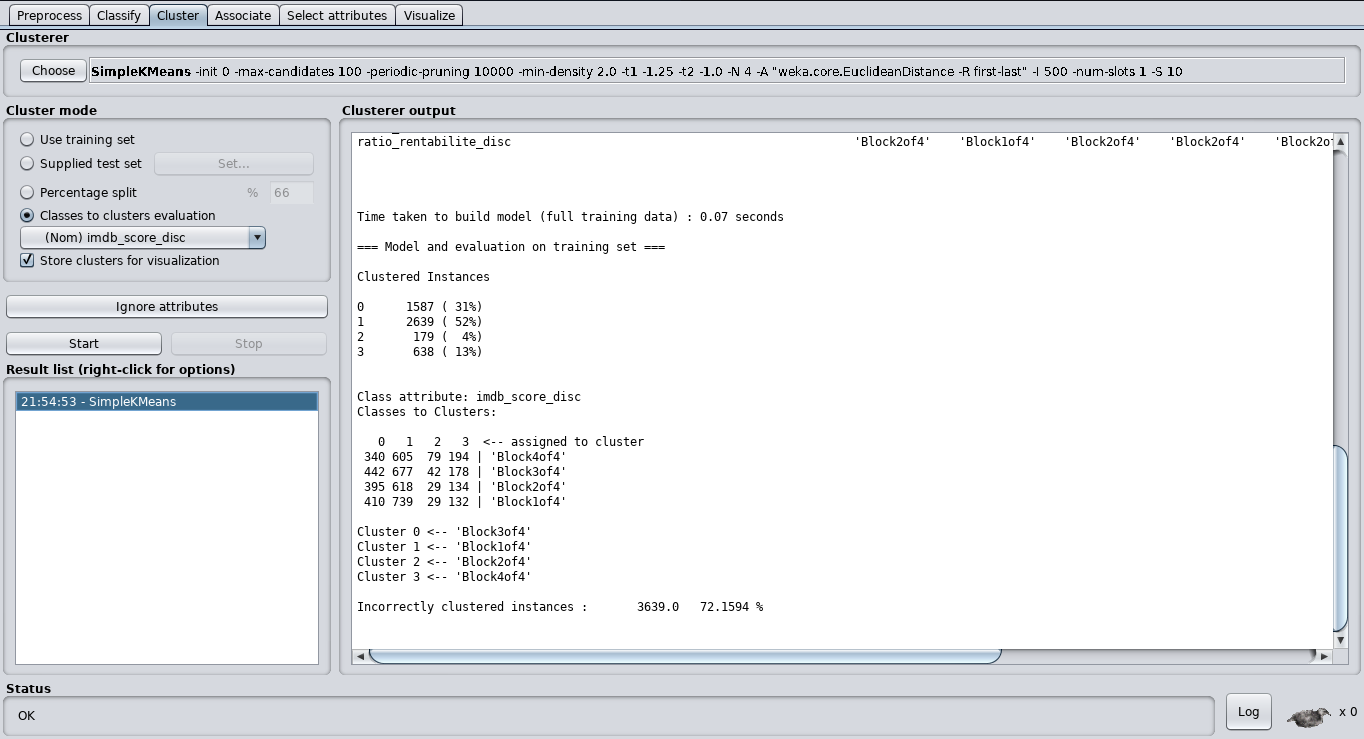 Preprocess Classify Cluster Associate Select attributes Visualize
Clusterer
Choose SimpleKMeans -init 0 -max-candidates 100 -periodic-pruning 10000 -min-density 2.0 -t1 -1.25 -t2 -1.0 -N 4 -A "weka.core.EuclideanDistance -R first-last" -I 500 -num-slots 1 -S 10
Cluster mode
Use training set
Supplied test set Set...
Percentage split % 66
Classes to clusters evaluation
(Nom) imdb_score_disc
Store clusters for visualization
Ignore attributes
Start Stop
Result list (right-click for options)
21:54:53 - SimpleKMeans
Clusterer output
ratio_rentabilite_disc 'Block2of4' 'Block1of4' 'Block2of4' 'Block2of4' 'Block2of
Time taken to build model (full training data) : 0.07 seconds
=== Model and evaluation on training set ===
Clustered Instances
0 1587 ( 31%)
1 2639 ( 52%)
2 179 ( 4%)
3 638 ( 13%)
Class attribute: imdb_score_disc
Classes to Clusters:
0 1 2 3 <-- assigned to cluster
340 605 79 194 | 'Block4of4'
442 677 42 178 | 'Block3of4'
395 618 29 134 | 'Block2of4'
410 739 29 132 | 'Block1of4'
Cluster 0 <-- 'Block3of4'
Cluster 1 <-- 'Block1of4'
Cluster 2 <-- 'Block2of4'
Cluster 3 <-- 'Block4of4'
Incorrectly clustered instances : 3639.0 72.1594 %
Status
OK
Log x 0